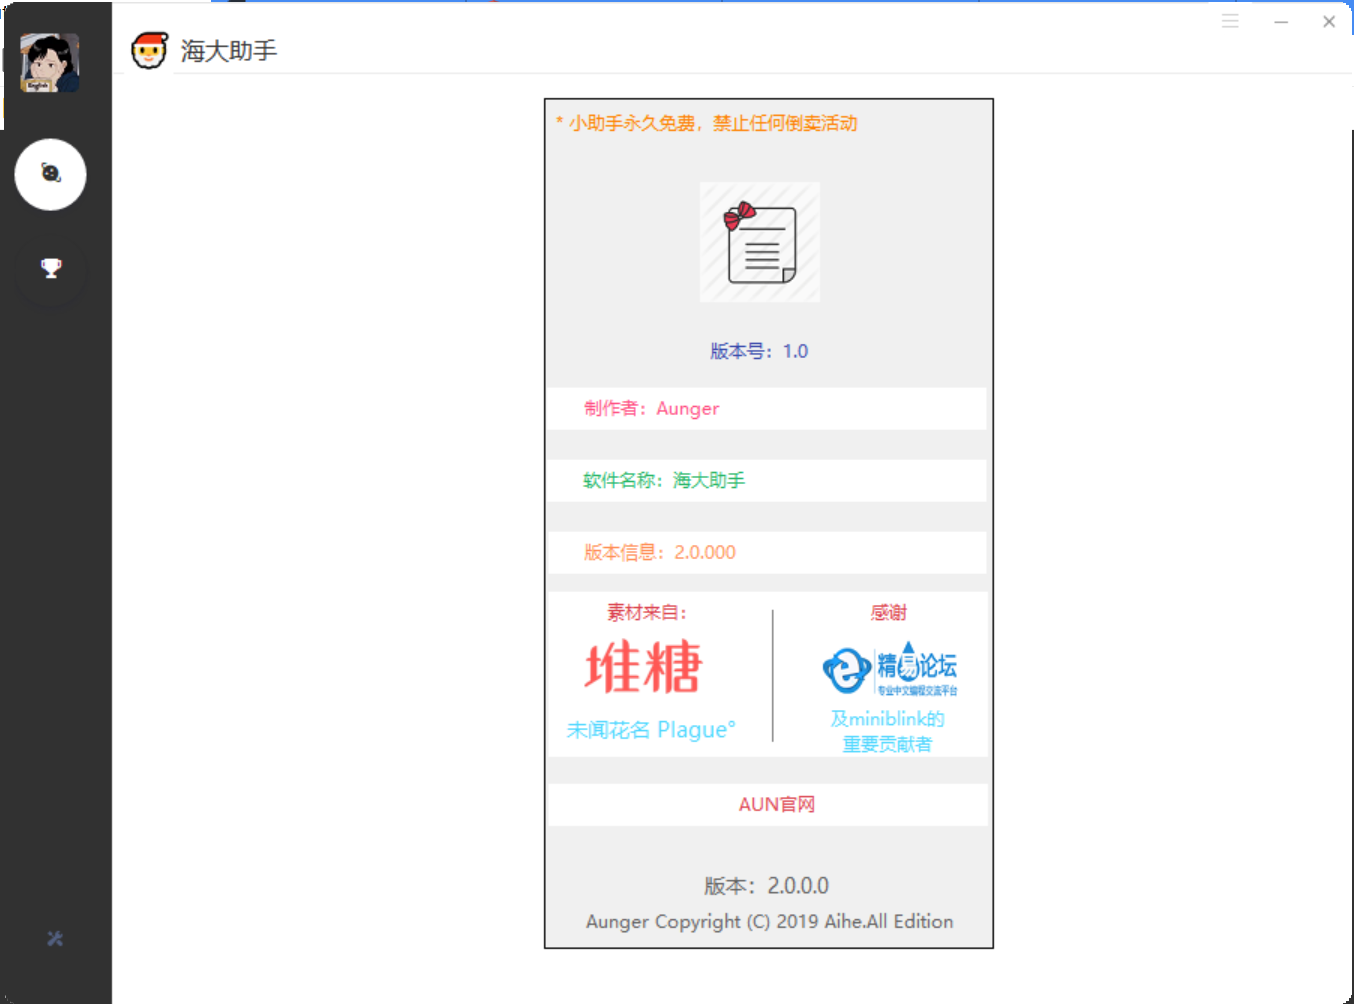 海大助手
* 小助手永久免费，禁止任何倒卖活动
版本号：1.0
制作者：Aunger
软件名称：海大助手
版本信息：2.0.000
素材来自：
堆糖
未闻花名 Plague°
感谢
精易论坛
专业中文编程交流平台
及miniblink的
重要贡献者
AUN官网
版本：2.0.0.0
Aunger Copyright (C) 2019 Aihe.All Edition
English